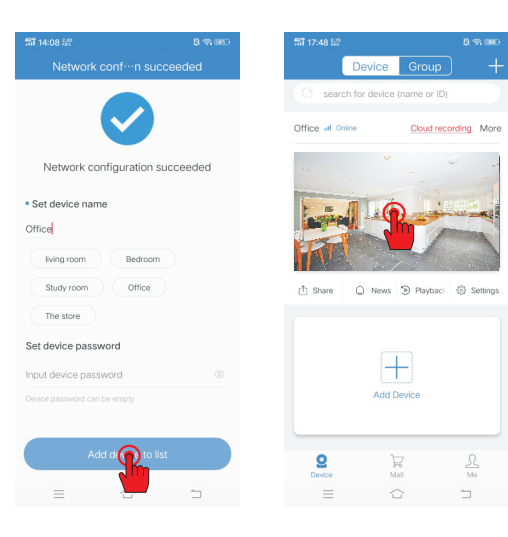 14:08
Network conf···n succeeded
Network configuration succeeded
Set device name
Office
living room Bedroom
Study room Office
The store
Set device password
Input device password
Device password can be empty
Add de to list
17:48
Device Group
search for device (name or ID)
Office Online Cloud recording More
Share News Playbac Settings
Add Device
Device Mall Me